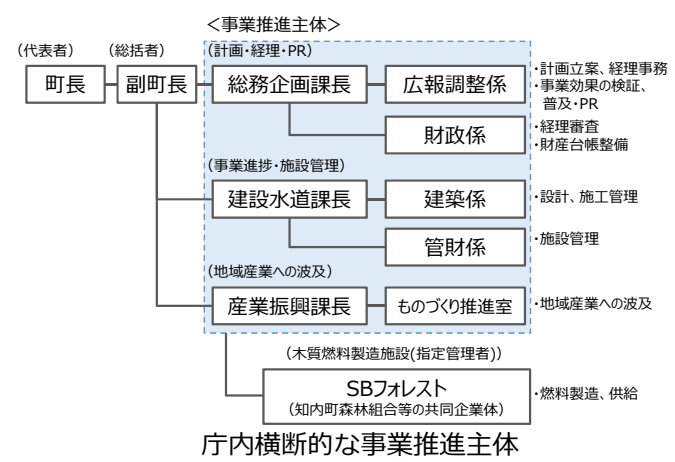 ＜事業推進主体＞
（代表者）
（総括者）
（計画・経理・PR）
町長
副町長
総務企画課長
広報調整係
・計画立案、経理事務
・事業効果の検証、
普及・PR
財政係
・経理審査
・財産台帳整備
（事業進捗・施設管理）
建設水道課長
建築係
・設計、施工管理
管財係
・施設管理
（地域産業への波及）
産業振興課長
ものづくり推進室
・地域産業への波及
（木質燃料製造施設(指定管理者)）
SBフォレスト
（知内町森林組合等の共同企業体）
・燃料製造、供給
庁内横断的な事業推進主体